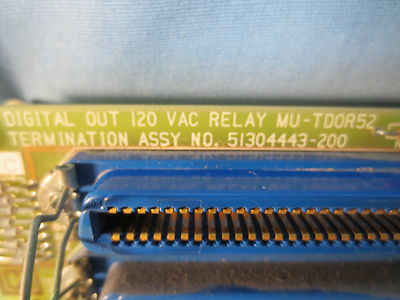 DIGITAL OUT 120 VAC RELAY MU-TDOR52
TERMINATION ASSY NO. 51304443-200
C